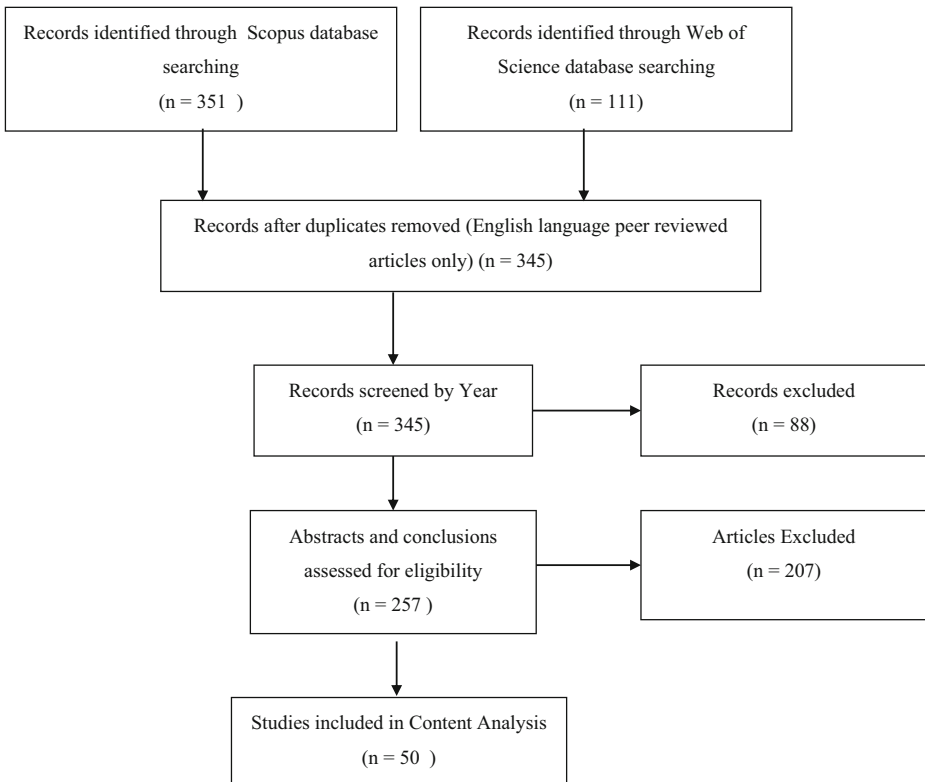 Records identified through Scopus database
searching
(n = 351 )
Records identified through Web of
Science database searching
(n = 111)
Records after duplicates removed (English language peer reviewed
articles only) (n = 345)
Records screened by Year
(n = 345)
Records excluded
(n = 88)
Abstracts and conclusions
assessed for eligibility
(n = 257 )
Articles Excluded
(n = 207)
Studies included in Content Analysis
(n = 50 )